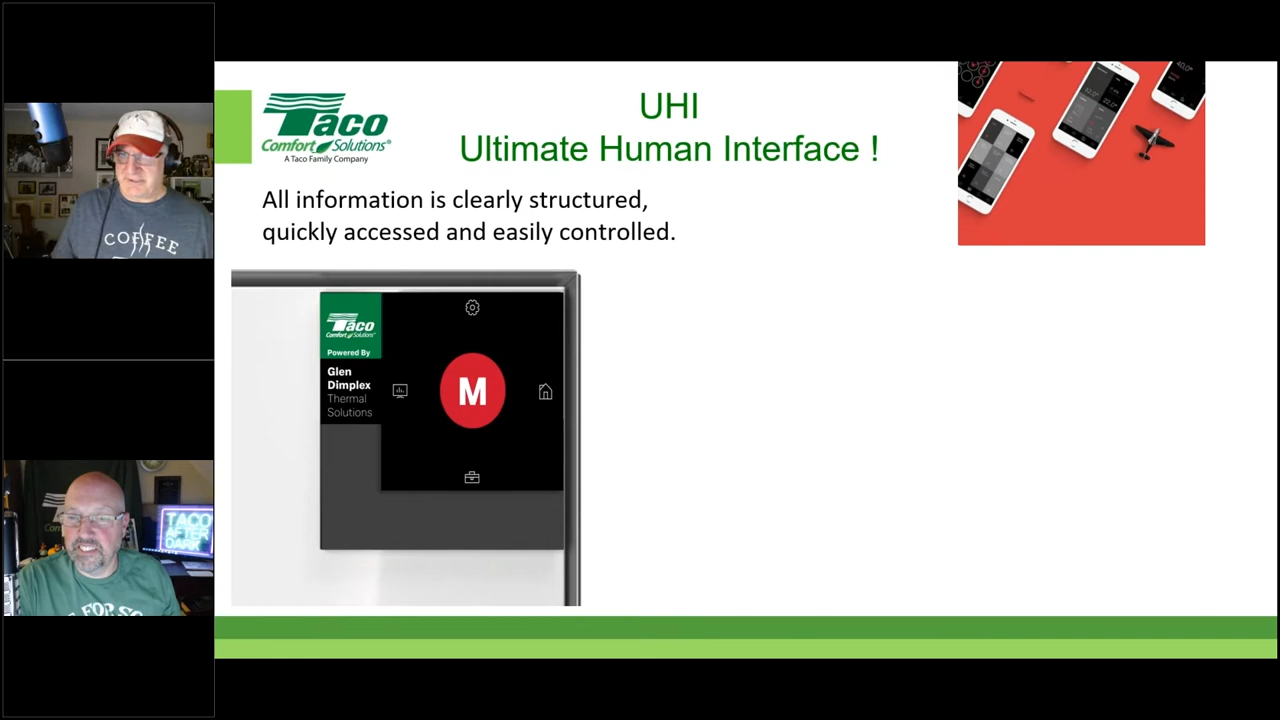 COFFEE
TACO
AFTER
DARK
Taco
Comfort Solutions®
A Taco Family Company
UHI
Ultimate Human Interface !
All information is clearly structured,
quickly accessed and easily controlled.
Taco
Comfort Solutions
Powered By
Glen
Dimplex
Thermal
Solutions
M